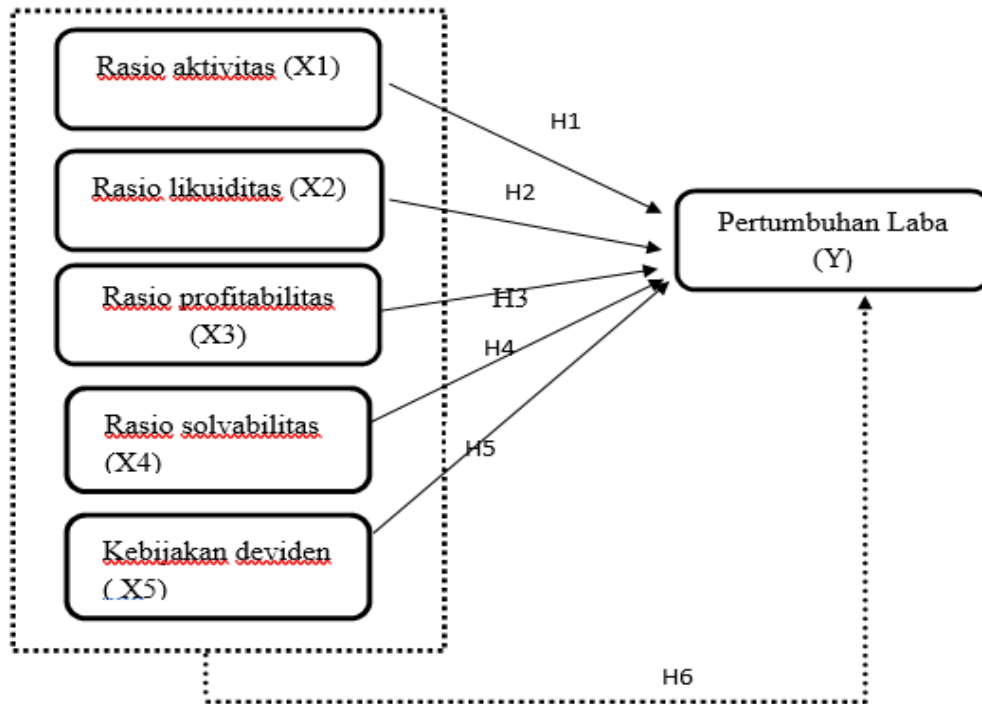 Rasio aktivitas (X1)
H1
Rasio likuiditas (X2)
H2
Pertumbuhan Laba
(Y)
Rasio profitabilitas
(X3)
H3
H4
Rasio solvabilitas
(X4)
H5
Kebijakan deviden
( X5)
H6